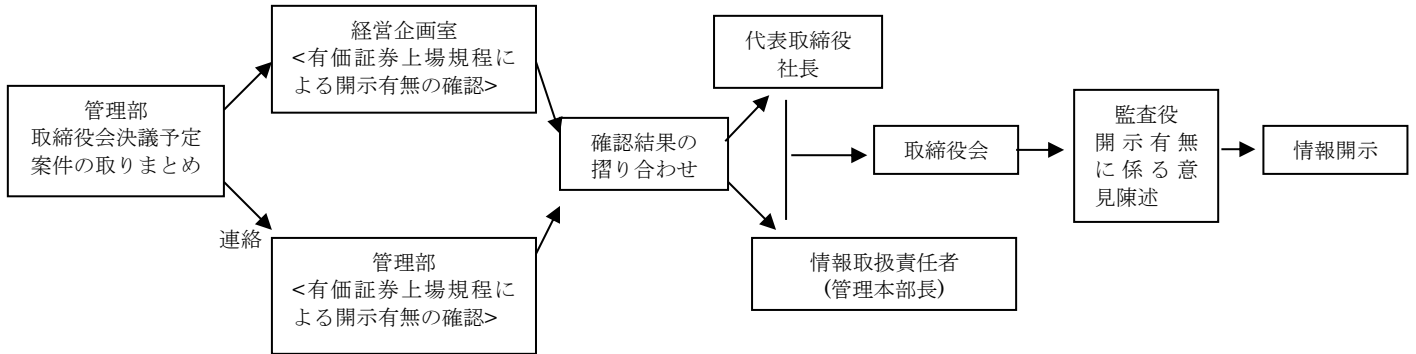 管理部
取締役会決議予定
案件の取りまとめ
連絡
経営企画室
<有価証券上場規程に
よる開示有無の確認>
管理部
<有価証券上場規程に
よる開示有無の確認>
確認結果の
摺り合わせ
代表取締役
社長
情報取扱責任者
(管理本部長)
取締役会
監査役
開示有無
に係る意
見陳述
情報開示